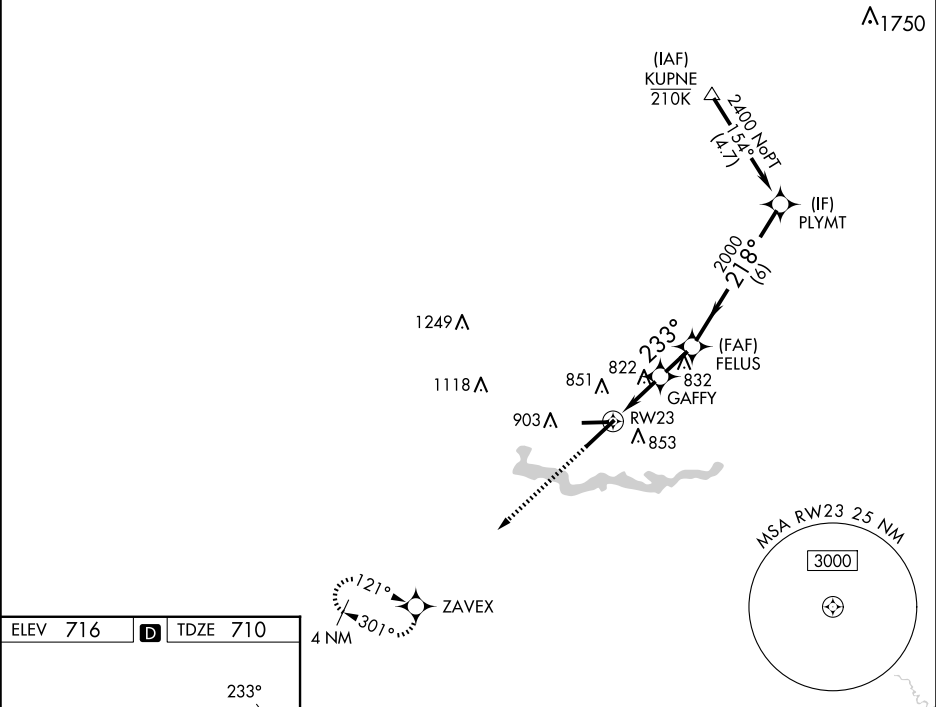 1750
(IAF)
KUPNE
210K
2400 NoPT
154°
(4.7)
(IF)
PLYMT
2000
218°
(6)
1249
233°
(FAF)
FELUS
822
832
1118
851
GAFFY
903
RW23
853
MSA RW23 25 NM
3000
121°
ZAVEX
301°
4 NM
ELEV 716
D
TDZE 710
233°